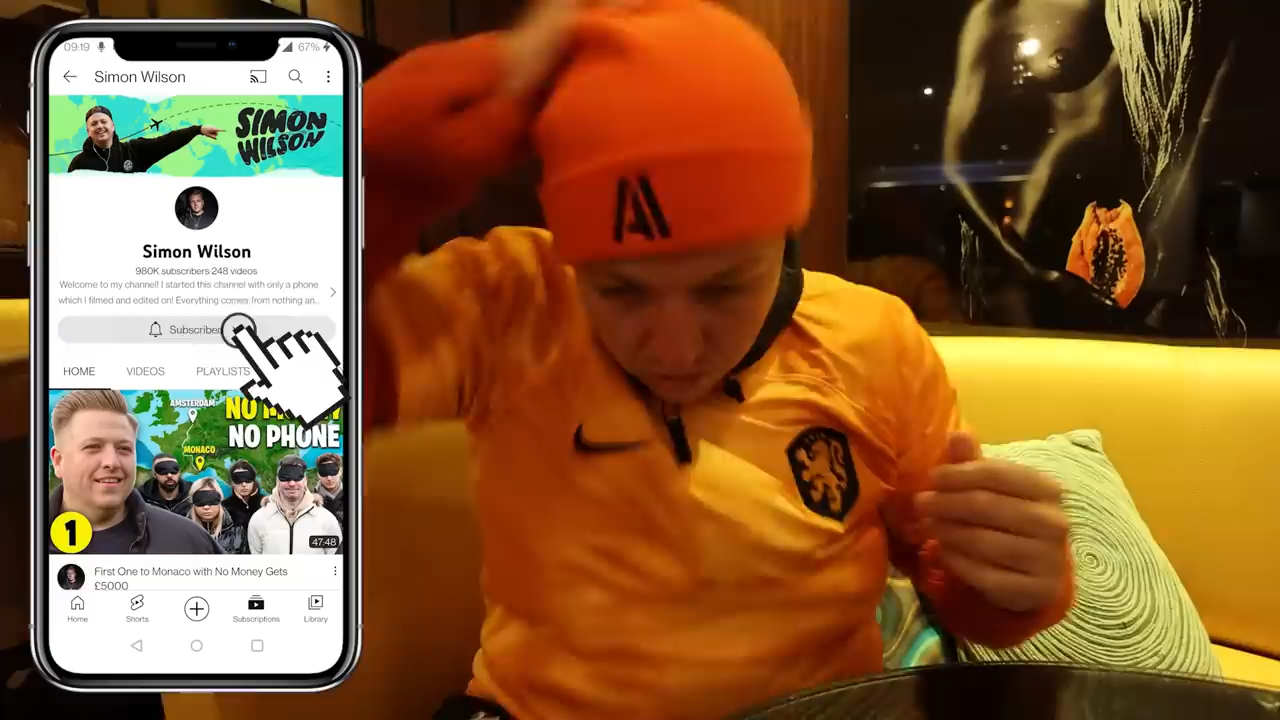 09:19
67%
Simon Wilson
SIMON
WILSON
Simon Wilson
980K subscribers·248 videos
Welcome to my channel! I started this channel with only a phone
which I filmed and edited on! Everything comes from nothing an...
Subscribed
HOME VIDEOS PLAYLISTS
AMSTERDAM
NO
NO PHONE
MONACO
1
47:48
First One to Monaco with No Money Gets
£5000
Home Shorts Subscriptions Library